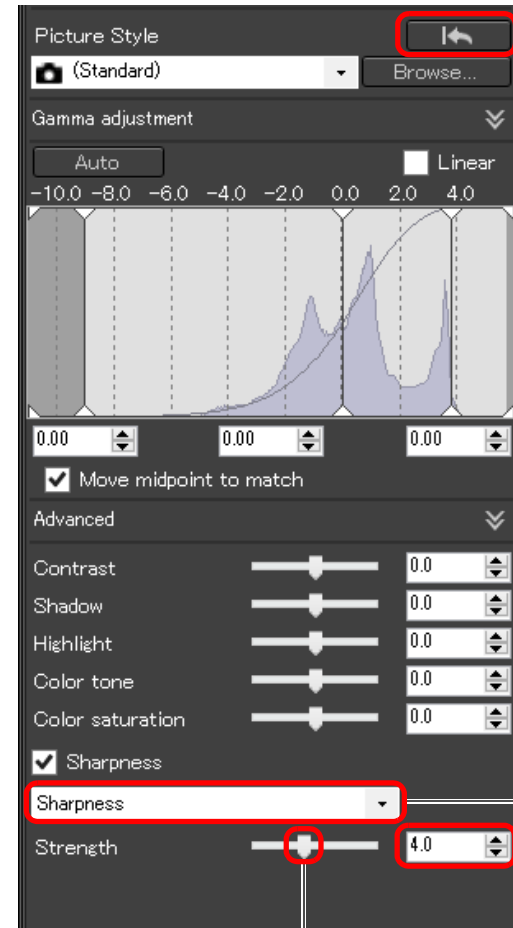 Picture Style
(Standard)
Browse...
Gamma adjustment
Auto
Linear
-10.0 -8.0 -6.0 -4.0 -2.0 0.0 2.0 4.0
0.00 0.00 0.00
Move midpoint to match
Advanced
Contrast 0.0
Shadow 0.0
Highlight 0.0
Color tone 0.0
Color saturation 0.0
Sharpness
Sharpness
Strength 4.0